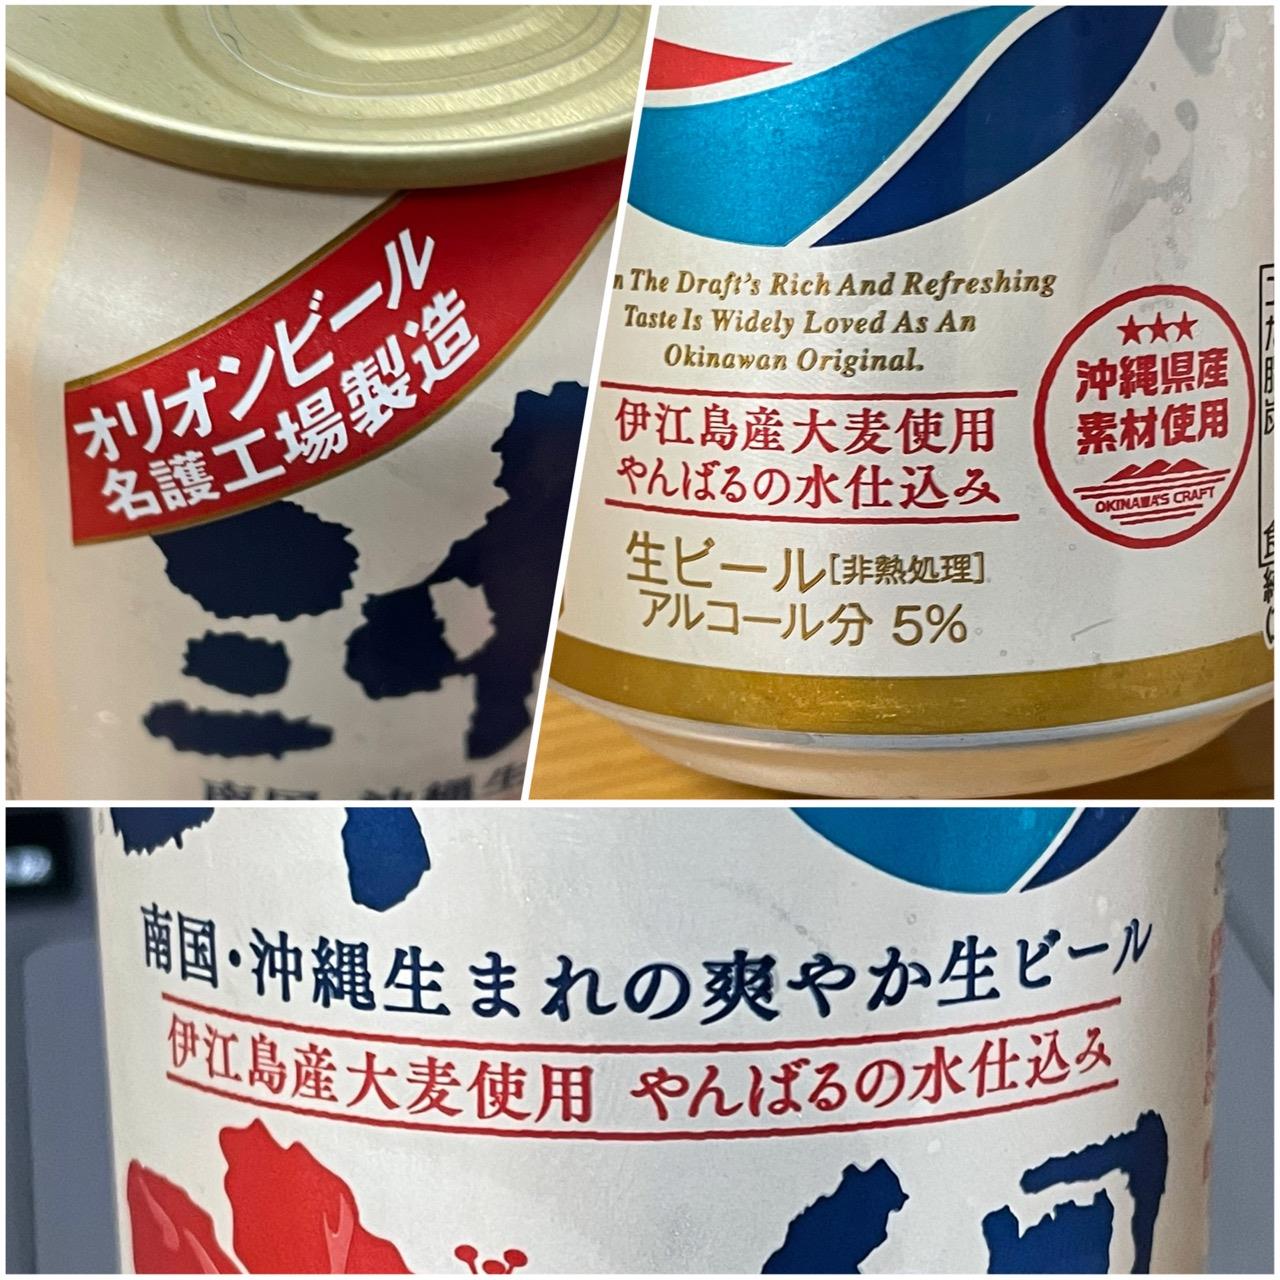 オリオンビール
名護工場製造
南国・沖縄生
The Draft's Rich And Refreshing
Taste Is Widely Loved As An
Okinawan Original.
伊江島産大麦使用
やんばるの水仕込み
生ビール[非熱処理]
アルコール分 5%
★★★
沖縄県産
素材使用
OKINAWA'S CRAFT
南国・沖縄生まれの爽やか生ビール
伊江島産大麦使用 やんばるの水仕込み